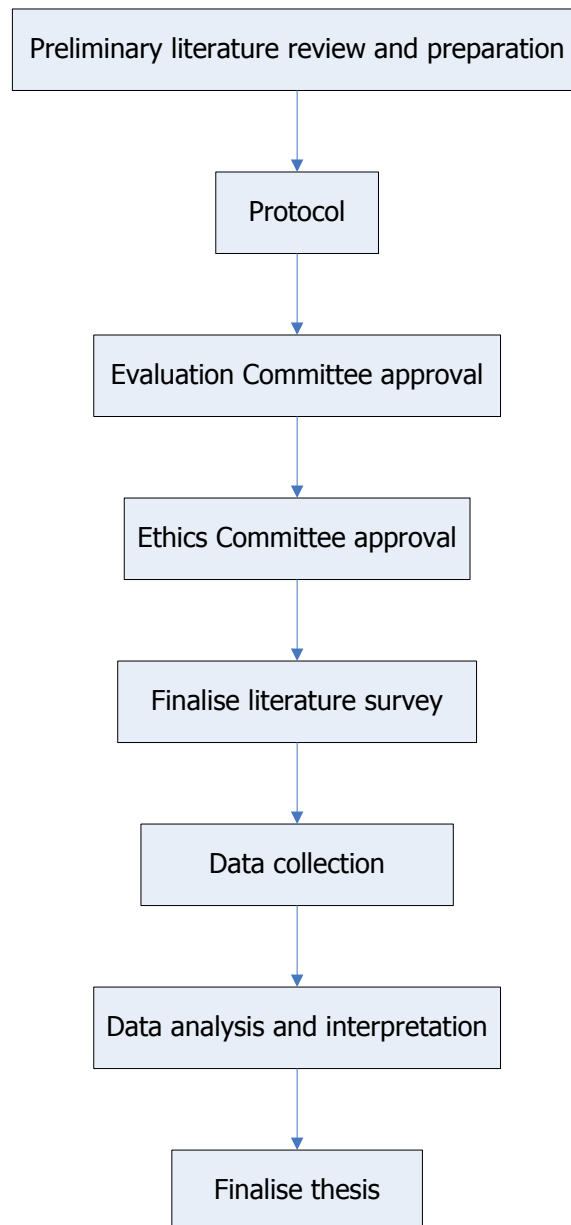 Preliminary literature review and preparation
Protocol
Evaluation Committee approval
Ethics Committee approval
Finalise literature survey
Data collection
Data analysis and interpretation
Finalise thesis